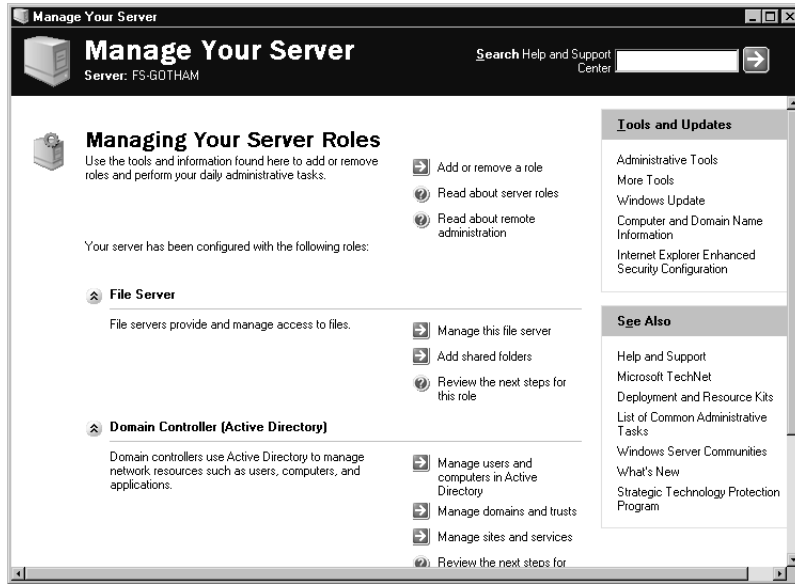 Manage Your Server
Manage Your Server
Server: FS-GOTHAM
Search Help and Support
Center
Managing Your Server Roles
Use the tools and information found here to add or remove
roles and perform your daily administrative tasks.
Add or remove a role
Read about server roles
Read about remote
administration
Your server has been configured with the following roles:
File Server
File servers provide and manage access to files.
Manage this file server
Add shared folders
Review the next steps for
this role
Domain Controller (Active Directory)
Domain controllers use Active Directory to manage
network resources such as users, computers, and
applications.
Manage users and
computers in Active
Directory
Manage domains and trusts
Manage sites and services
Review the next steps for
Tools and Updates
Administrative Tools
More Tools
Windows Update
Computer and Domain Name
Information
Internet Explorer Enhanced
Security Configuration
See Also
Help and Support
Microsoft TechNet
Deployment and Resource Kits
List of Common Administrative
Tasks
Windows Server Communities
What's New
Strategic Technology Protection
Program